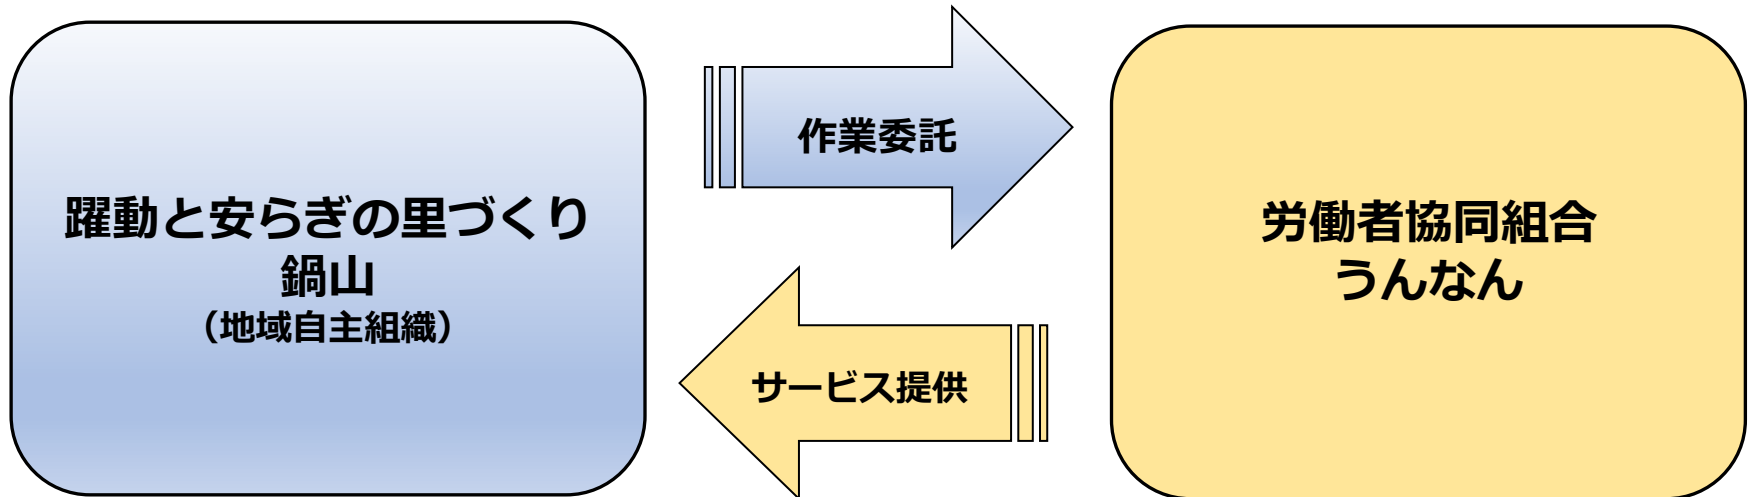 躍動と安らぎの里づくり
鍋山
（地域自主組織）
作業委託
サービス提供
労働者協同組合
うんなん